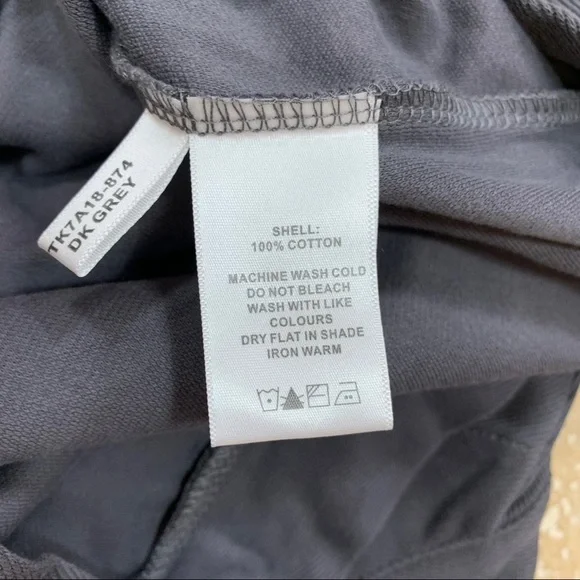 TK7A18-874
DK GREY
SHELL:
100% COTTON
MACHINE WASH COLD
DO NOT BLEACH
WASH WITH LIKE
COLOURS
DRY FLAT IN SHADE
IRON WARM